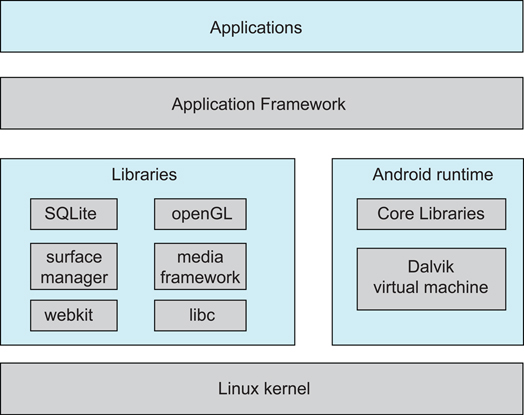 Applications
Application Framework
Libraries
SQLite
openGL
surface
manager
media
framework
webkit
libc
Android runtime
Core Libraries
Dalvik
virtual machine
Linux kernel